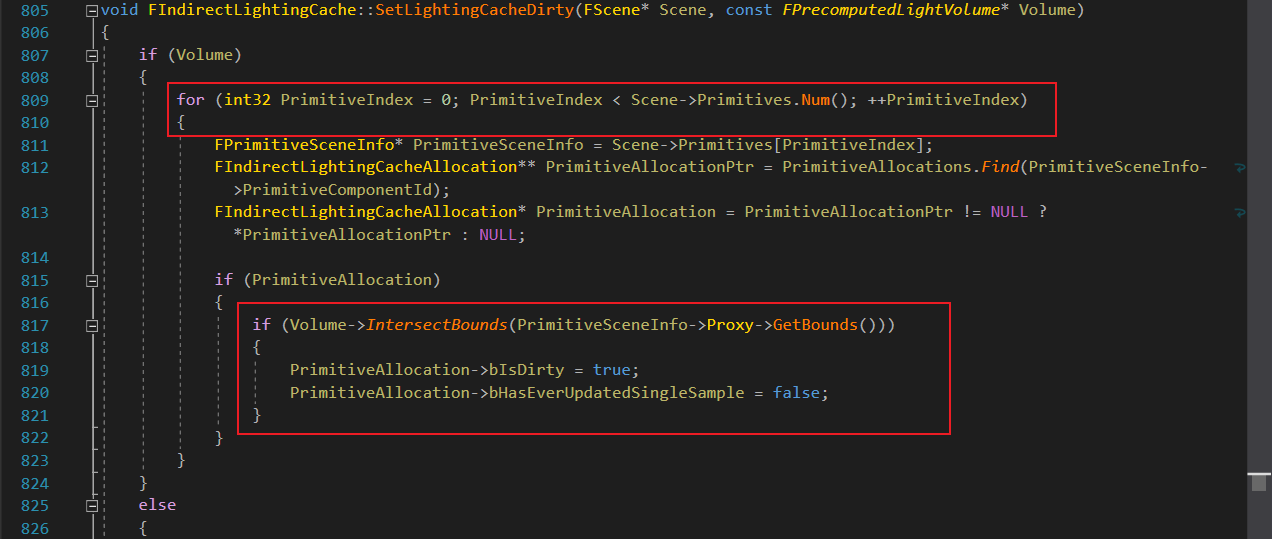 805 void FIndirectLightingCache::SetLightingCacheDirty(FScene* Scene, const FPrecomputedLightVolume* Volume)
806 {
807     if (Volume)
808     {
809         for (int32 PrimitiveIndex = 0; PrimitiveIndex < Scene->Primitives.Num(); ++PrimitiveIndex)
810         {
811             FPrimitiveSceneInfo* PrimitiveSceneInfo = Scene->Primitives[PrimitiveIndex];
812             FIndirectLightingCacheAllocation** PrimitiveAllocationPtr = PrimitiveAllocations.Find(PrimitiveSceneInfo-
              >PrimitiveComponentId);
813             FIndirectLightingCacheAllocation* PrimitiveAllocation = PrimitiveAllocationPtr != NULL ?
              *PrimitiveAllocationPtr : NULL;
814
815             if (PrimitiveAllocation)
816             {
817                 if (Volume->IntersectBounds(PrimitiveSceneInfo->Proxy->GetBounds()))
818                 {
819                     PrimitiveAllocation->bIsDirty = true;
820                     PrimitiveAllocation->bHasEverUpdatedSingleSample = false;
821                 }
822             }
823         }
824     }
825     else
826     {